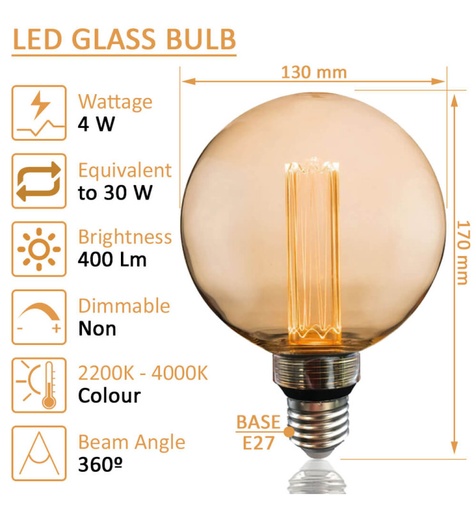 LED GLASS BULB
130 mm
Wattage
4 W
Equivalent
to 30 W
Brightness
400 Lm
170 mm
Dimmable
- +
Non
2200K - 4000K
Colour
BASE
E27
Beam Angle
360º